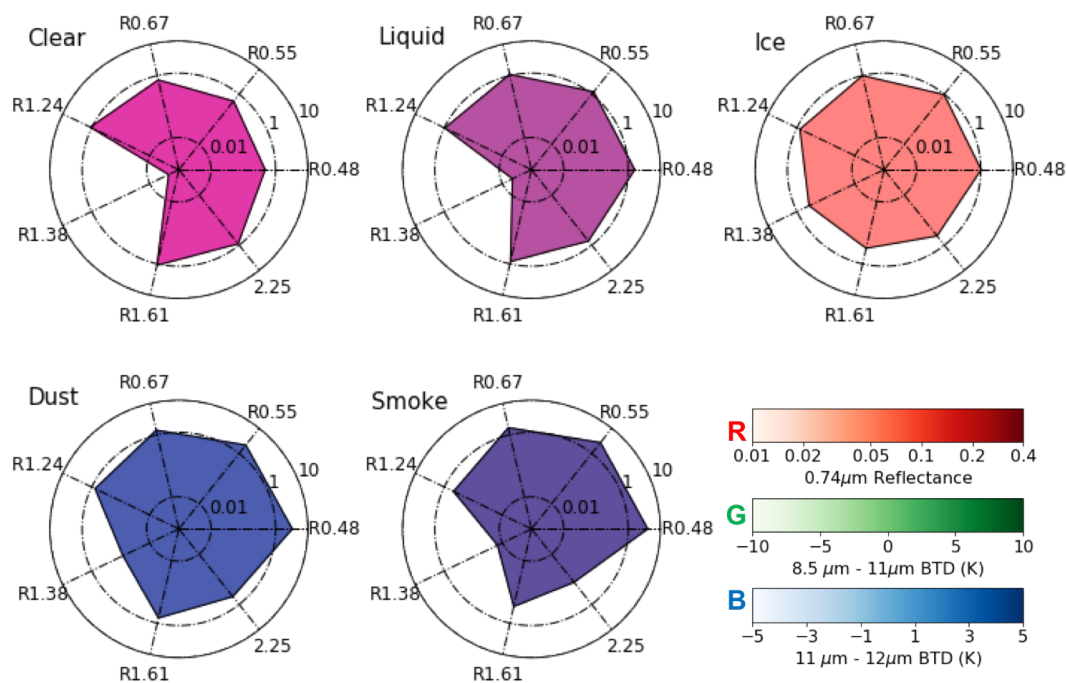 Clear
R0.67
R0.55
R1.24
10
1
0.01
R0.48
R1.38
R1.61
2.25
Liquid
R0.67
R0.55
R1.24
10
1
0.01
R0.48
R1.38
R1.61
2.25
Ice
R0.67
R0.55
R1.24
10
1
0.01
R0.48
R1.38
R1.61
2.25
Dust
R0.67
R0.55
R1.24
10
1
0.01
R0.48
R1.38
R1.61
2.25
Smoke
R0.67
R0.55
R1.24
10
1
0.01
R0.48
R1.38
R1.61
2.25
R
0.01 0.02 0.05 0.1 0.2 0.4
0.74μm Reflectance
G
−10 −5 0 5 10
8.5 μm - 11μm BTD (K)
B
−5 −3 −1 1 3 5
11 μm - 12μm BTD (K)